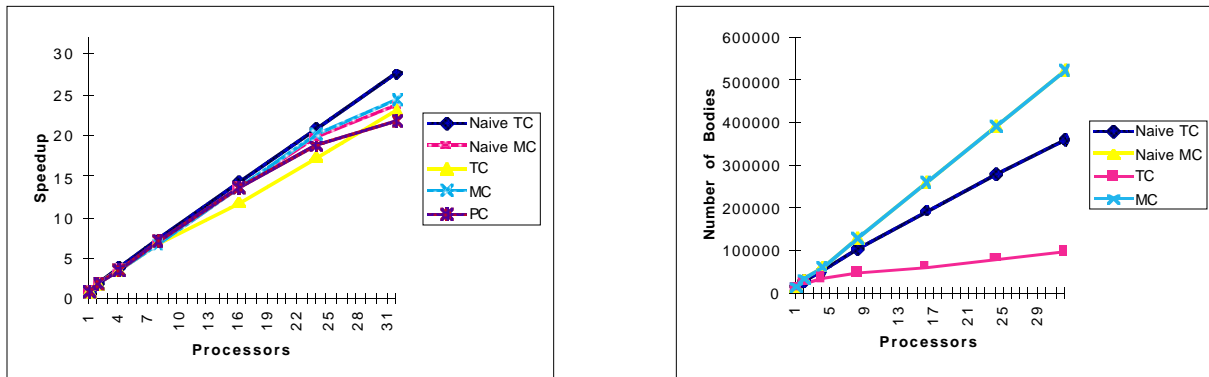 30
25
20
15
10
5
0
Speedup
1 4 7 10 13 16 19 22 25 28 31
Processors
Naive TC
Naive MC
TC
MC
PC
600000
500000
400000
300000
200000
100000
0
Number of Bodies
1 5 9 13 17 21 25 29
Processors
Naive TC
Naive MC
TC
MC